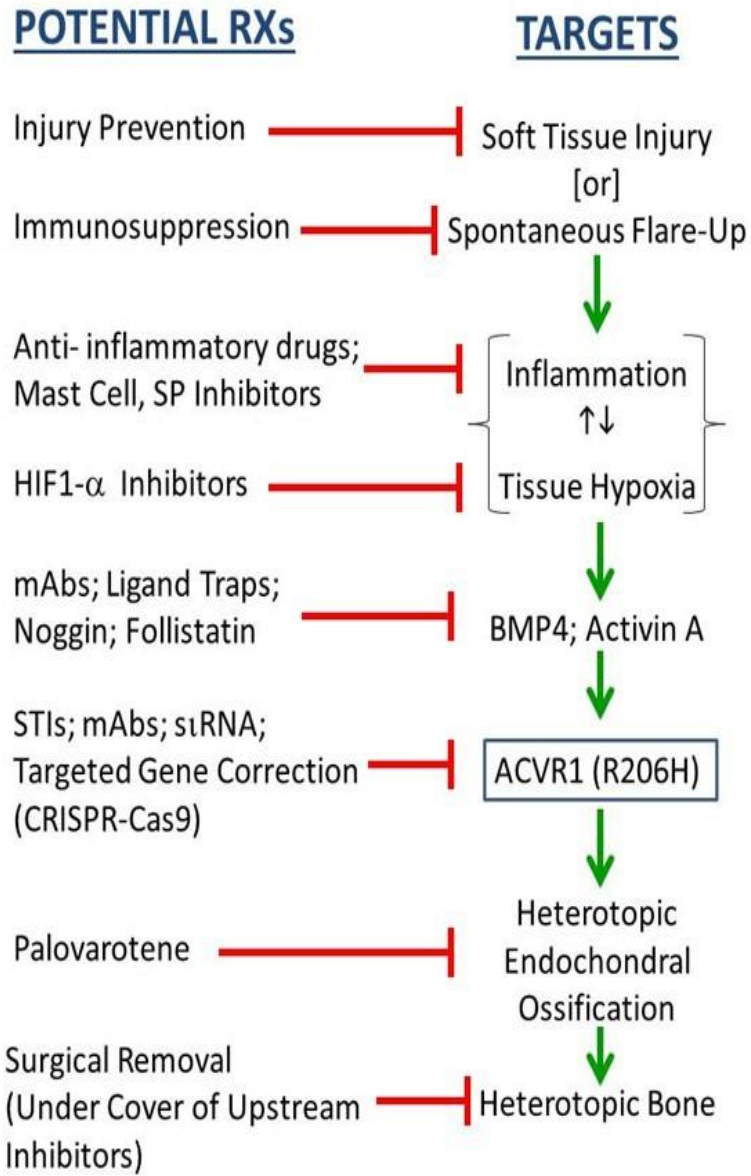 POTENTIAL RXs
TARGETS
Injury Prevention
Soft Tissue Injury
[or]
Immunosuppression
Spontaneous Flare-Up
Anti- inflammatory drugs;
Mast Cell, SP Inhibitors
Inflammation
↑↓
HIF1-α Inhibitors
Tissue Hypoxia
mAbs; Ligand Traps;
Noggin; Follistatin
BMP4; Activin A
STIs; mAbs; sιRNA;
Targeted Gene Correction
(CRISPR-Cas9)
ACVR1 (R206H)
Palovarotene
Heterotopic
Endochondral
Ossification
Surgical Removal
(Under Cover of Upstream
Inhibitors)
Heterotopic Bone